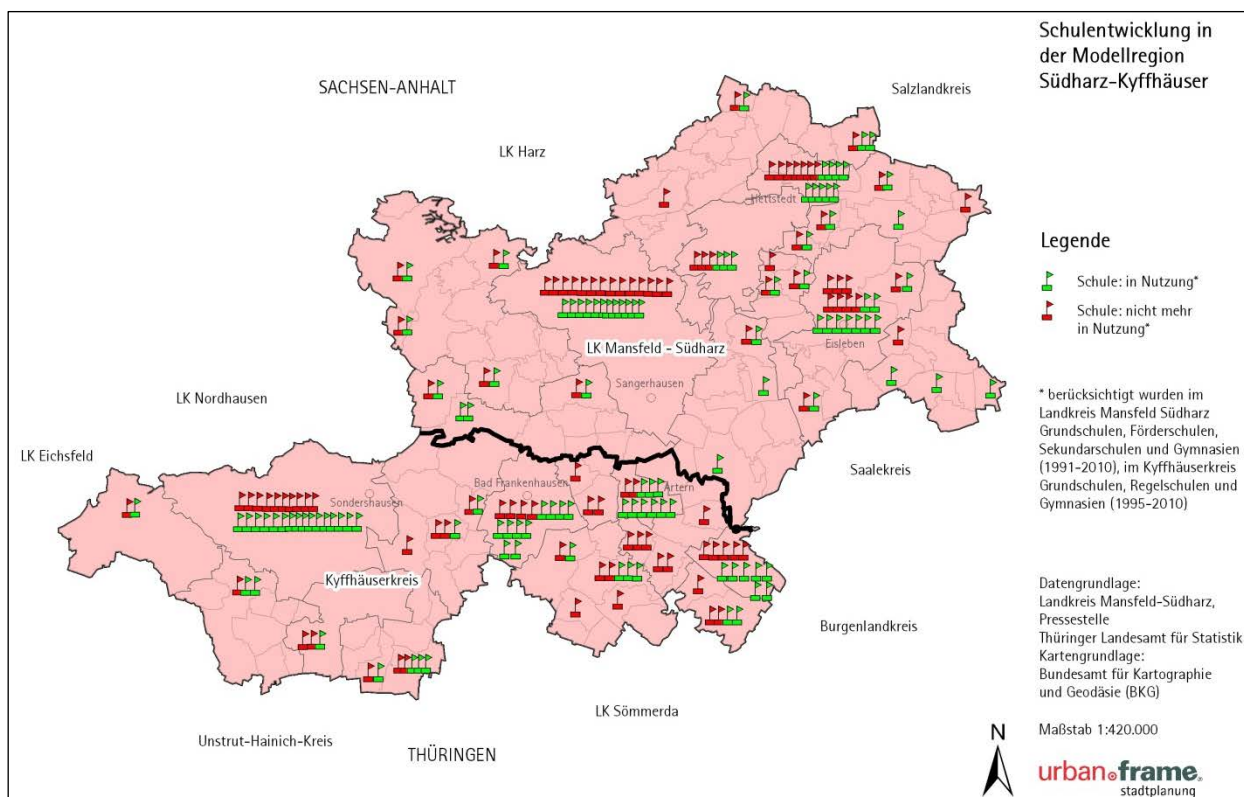 Schulentwicklung in
der Modellregion
Südharz-Kyffhäuser
SACHSEN-ANHALT
Salzlandkreis
LK Harz
Hettstedt
Legende
Schule: in Nutzung*
Schule: nicht mehr
in Nutzung*
LK Mansfeld - Südharz
Eisleben
Sangerhausen
LK Nordhausen
* berücksichtigt wurden im
Landkreis Mansfeld Südharz
Grundschulen, Förderschulen,
Sekundarschulen und Gymnasien
(1991-2010), im Kyffhäuserkreis
Grundschulen, Regelschulen und
Gymnasien (1995-2010)
LK Eichsfeld
Saalekreis
Bad Frankenhausen
Artern
Sondershausen
Kyffhäuserkreis
Burgenlandkreis
Datengrundlage:
Landkreis Mansfeld-Südharz,
Pressestelle
Thüringer Landesamt für Statistik
Kartengrundlage:
Bundesamt für Kartographie
und Geodäsie (BKG)
LK Sömmerda
Unstrut-Hainich-Kreis
THÜRINGEN
Maßstab 1:420.000
N
urban.frame.
stadtplanung